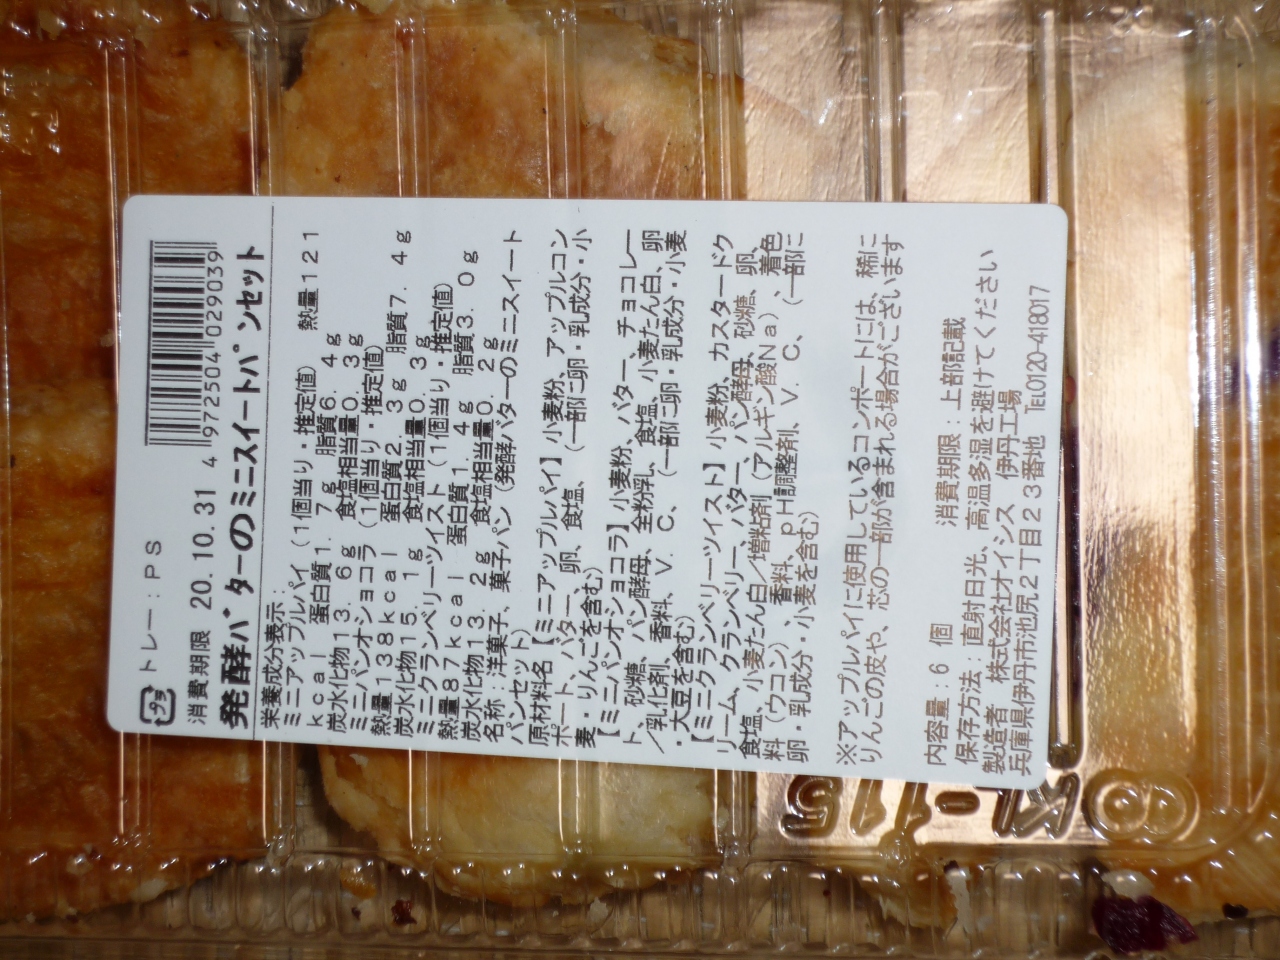 プラ トレー：ＰＳ
消費期限 20.10.31
4 972504 029039
発酵ﾊﾞﾀｰのミニスイートﾊﾟﾝセット
栄養成分表示：
ミニアップルパイ（１個当り・推定値） 熱量１２１
ｋｃａｌ 蛋白質１．７ｇ 脂質６．４ｇ
炭水化物１３．６ｇ 食塩相当量０．３ｇ
ミニパンオショコラ（１個当り・推定値）
熱量１３８ｋｃａｌ 蛋白質２．３ｇ 脂質７．４ｇ
炭水化物１５．１ｇ 食塩相当量０．３ｇ
ミニクランベリーツイスト（１個当り・推定値）
熱量８７ｋｃａｌ 蛋白質１．４ｇ 脂質３．０ｇ
炭水化物１３．２ｇ 食塩相当量０．２ｇ
名称：洋菓子、菓子パン（発酵バターのミニスイート
パンセット）
原材料名【ミニアップルパイ】小麦粉、アップルコン
ポート、バター、卵、食塩、（一部に卵・乳成分・小
麦・りんごを含む）
【ミニパンオショコラ】小麦粉、バター、チョコレー
ト、砂糖、パン酵母、全粉乳、食塩、小麦たん白、卵
／乳化剤、香料、Ｖ．Ｃ、（一部に卵・乳成分・小麦
・大豆を含む）
【ミニクランベリーツイスト】小麦粉、カスタードク
リーム、クランベリー、バター、パン酵母、砂糖、卵、
食塩、小麦たん白／増粘剤（アルギン酸Ｎａ）、着色
料（ウコン）、香料、ｐＨ調整剤、Ｖ．Ｃ、（一部に
卵・乳成分・小麦を含む）
※アップルパイに使用しているコンポートには、稀に
りんごの皮や、芯の一部が含まれる場合がございます
内容量：６ 個 消費期限：上部記載
保存方法：直射日光、高温多湿を避けてください
製造者 株式会社オイシス 伊丹工場
兵庫県伊丹市池尻２丁目２３番地 ℡0120-418017
KI-15